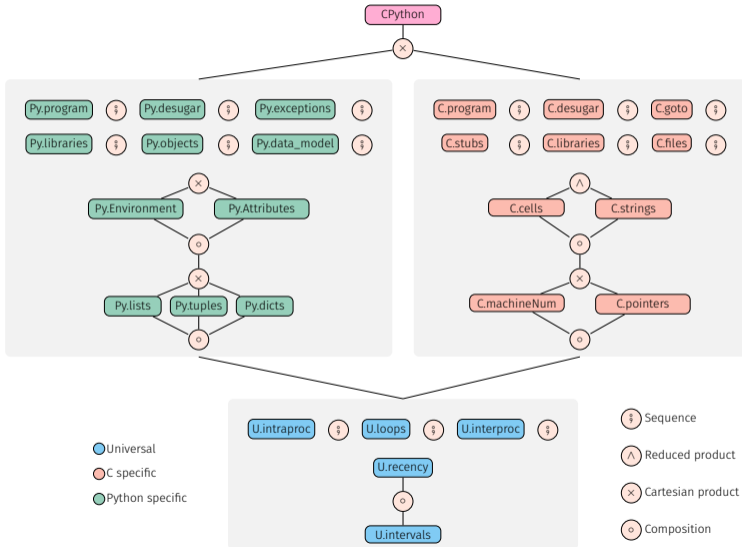 CPython
×
Py.program ; Py.desugar ; Py.exceptions ;
Py.libraries ; Py.objects ; Py.data_model ;
×
Py.Environment Py.Attributes
∘
×
Py.lists Py.tuples Py.dicts
∘
C.program ; C.desugar ; C.goto ;
C.stubs ; C.libraries ; C.files ;
∧
C.cells C.strings
∘
×
C.machineNum C.pointers
∘
U.intraproc ; U.loops ; U.interproc ;
U.recency
∘
U.intervals
Universal
C specific
Python specific
; Sequence
∧ Reduced product
× Cartesian product
∘ Composition